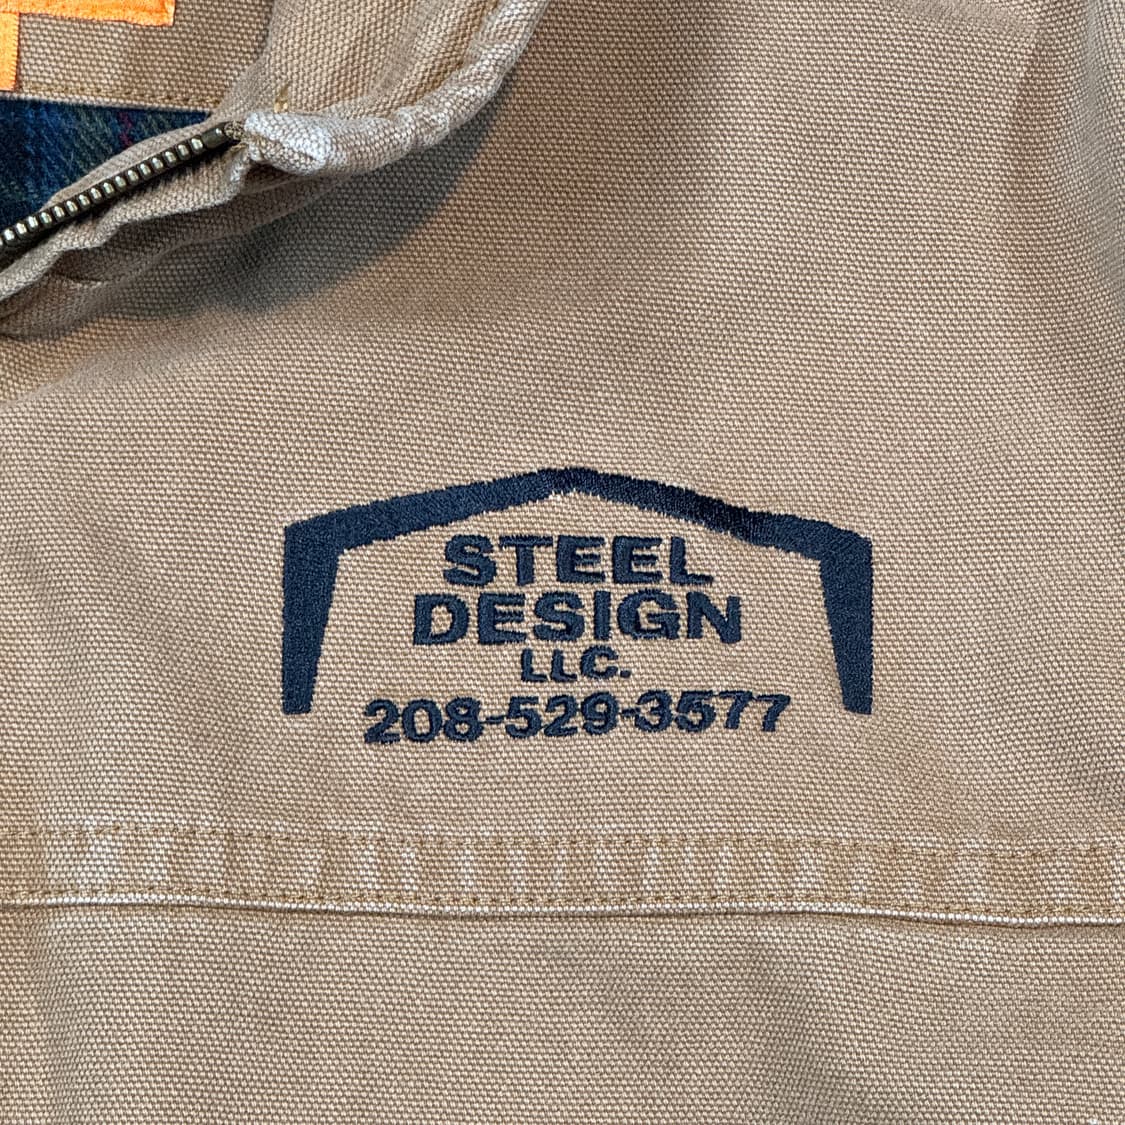 STEEL
DESIGN
LLC.
208-529-3577